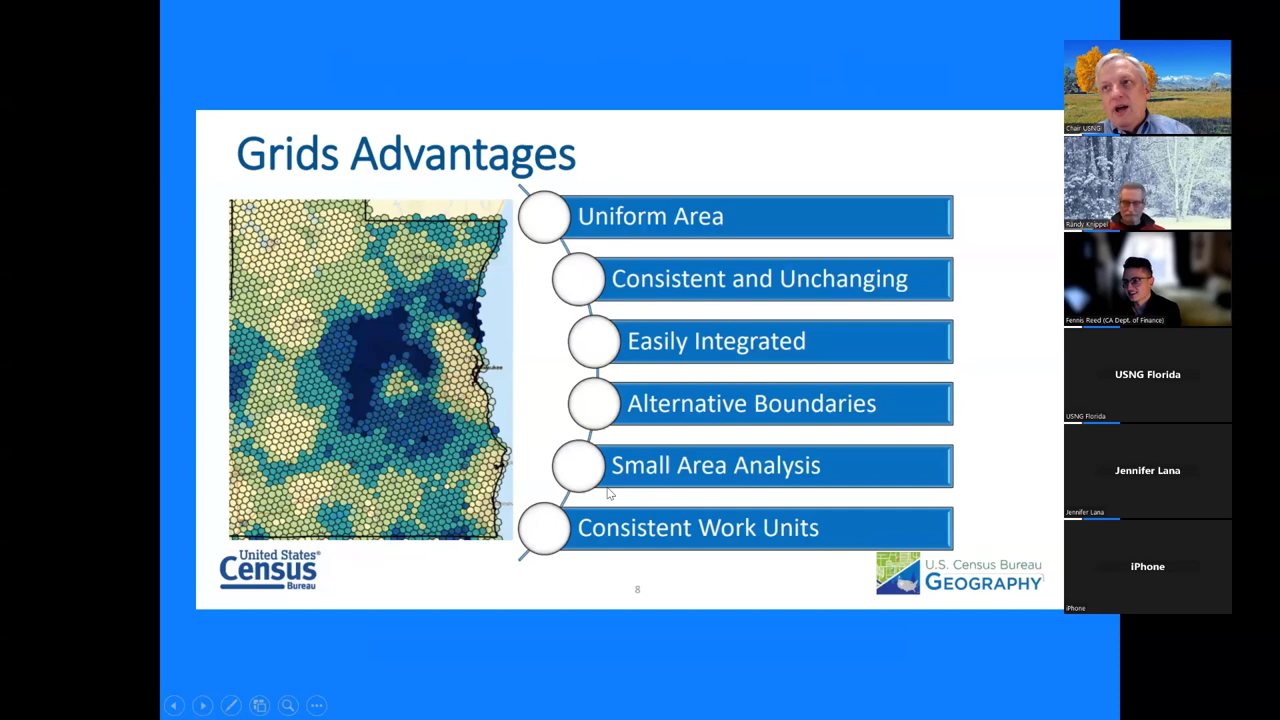 Grids Advantages
Uniform Area
Consistent and Unchanging
Easily Integrated
Alternative Boundaries
Small Area Analysis
Consistent Work Units
United States®
Census
Bureau
8
U.S. Census Bureau
GEOGRAPHY
Chair USNG
Randy Knippel
Fennis Reed (CA Dept. of Finance)
USNG Florida
USNG Florida
Jennifer Lana
Jennifer Lana
iPhone
iPhone